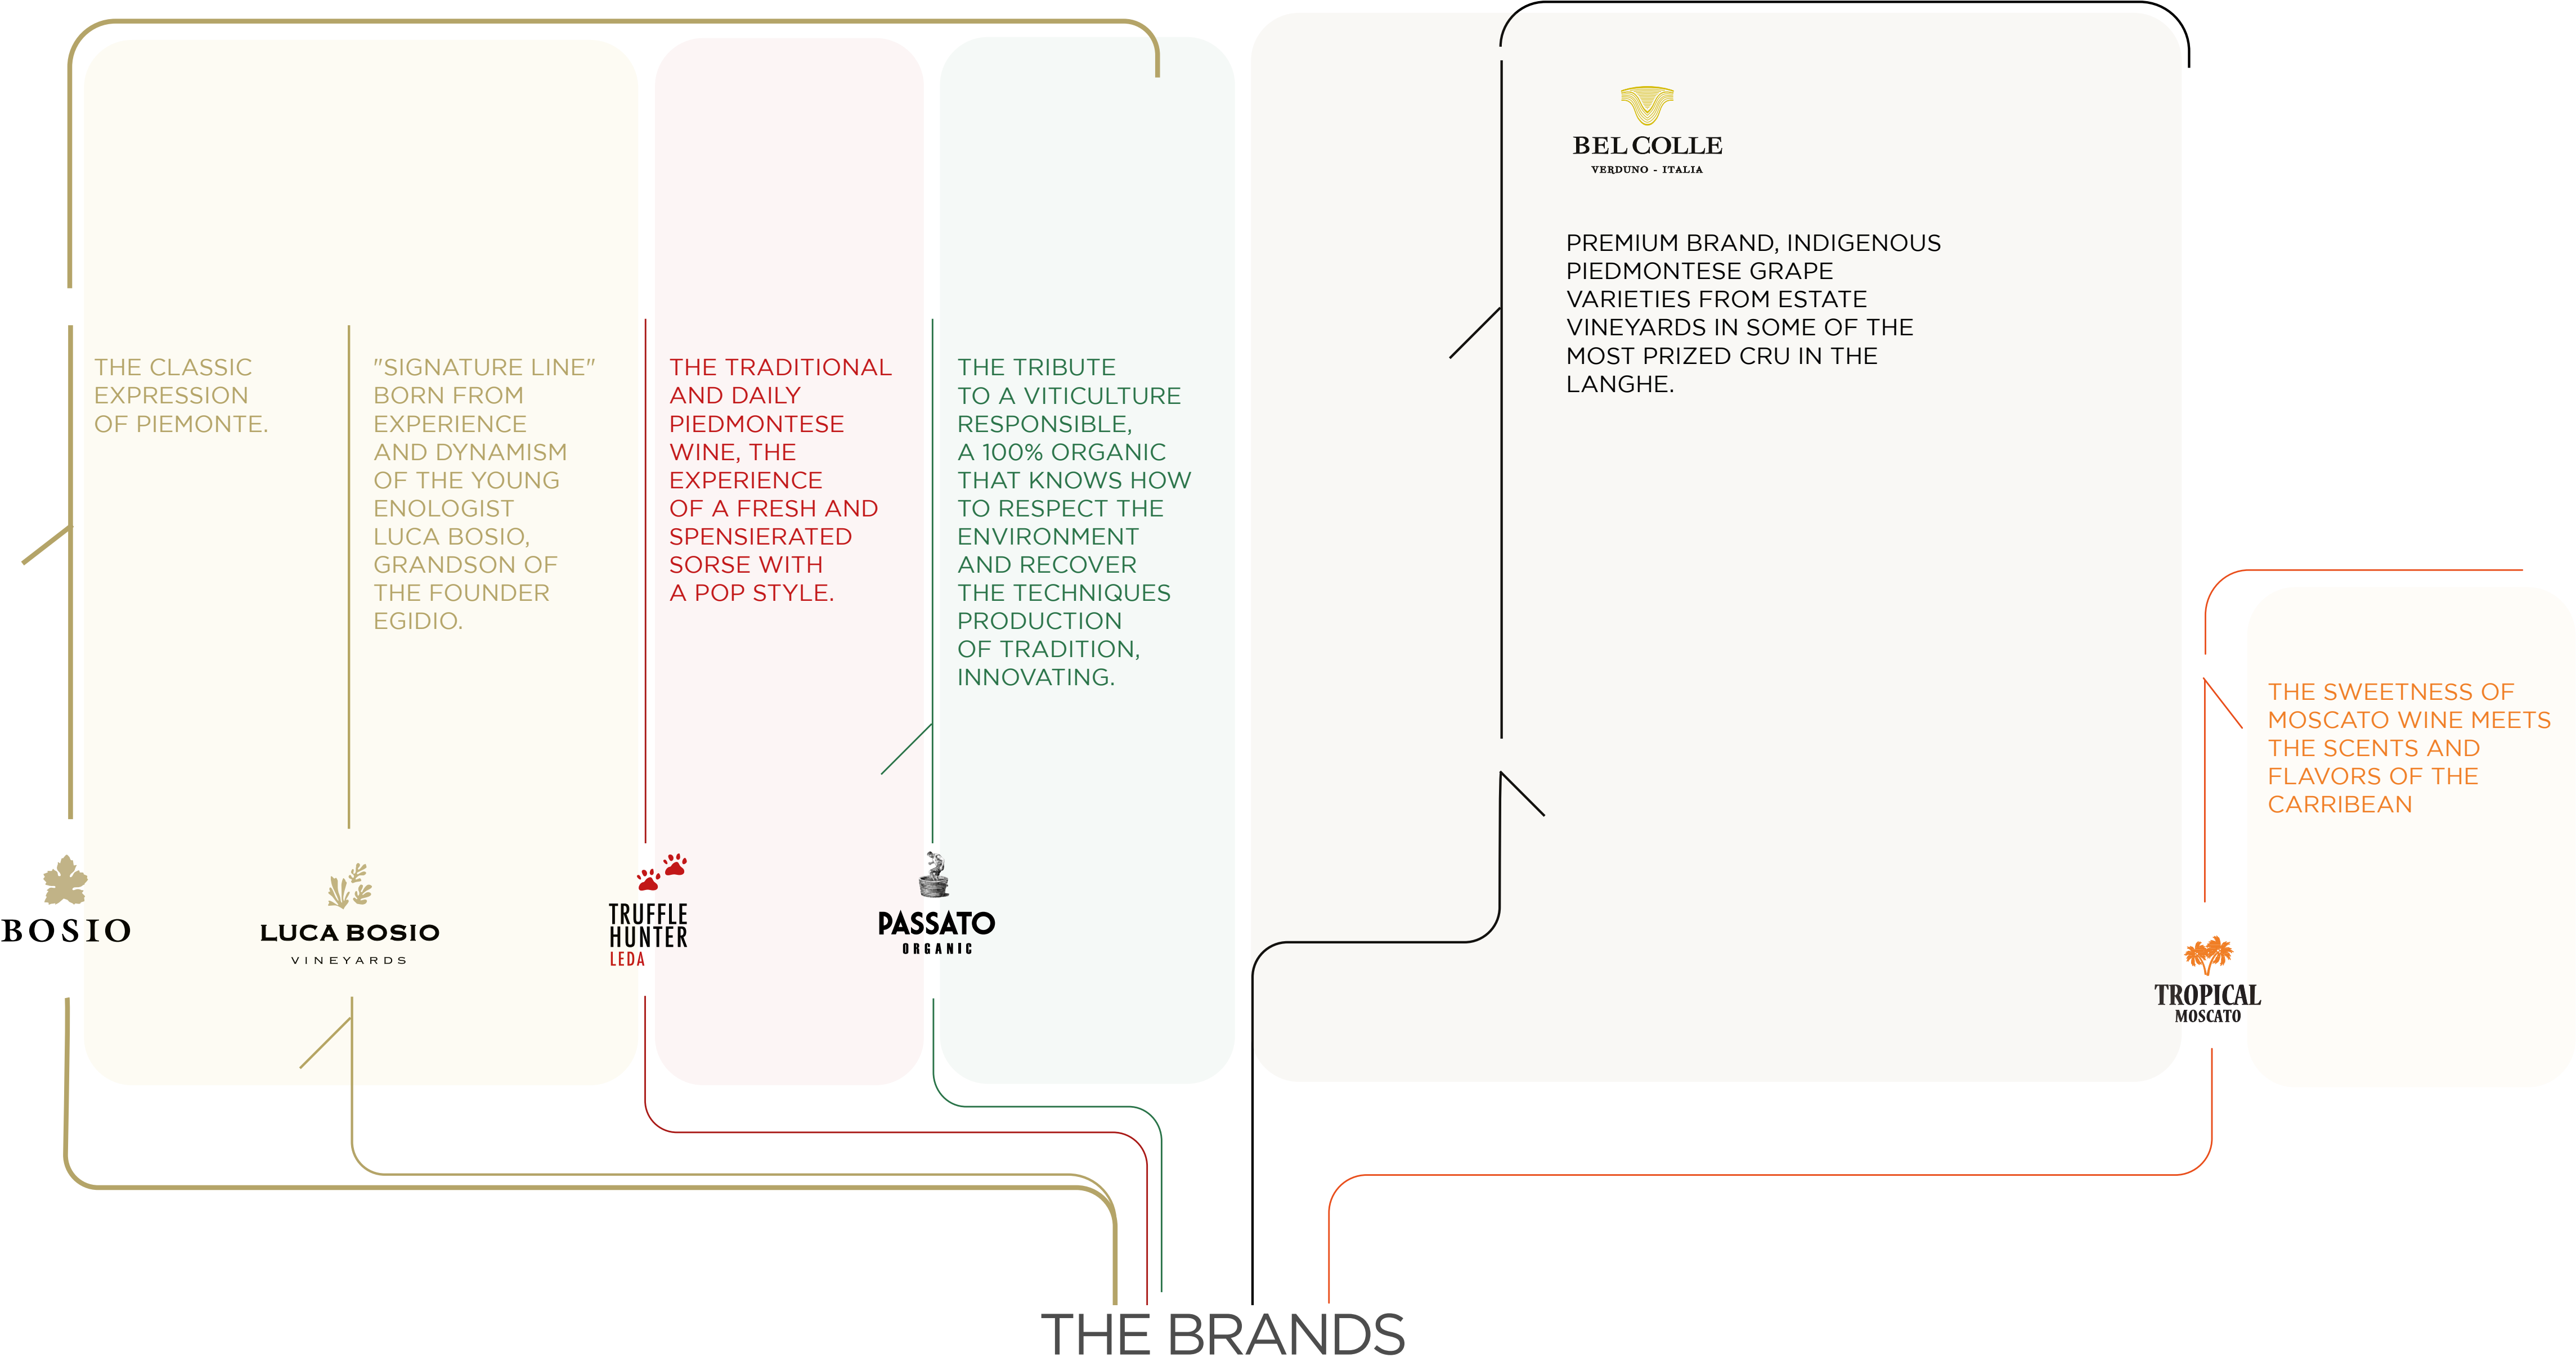 BEL COLLE
VERDUNO - ITALIA
PREMIUM BRAND, INDIGENOUS
PIEDMONTESE GRAPE
VARIETIES FROM ESTATE
VINEYARDS IN SOME OF THE
MOST PRIZED CRU IN THE
LANGHE.
THE CLASSIC
EXPRESSION
OF PIEMONTE.
"SIGNATURE LINE"
BORN FROM
EXPERIENCE
AND DYNAMISM
OF THE YOUNG
ENOLOGIST
LUCA BOSIO,
GRANDSON OF
THE FOUNDER
EGIDIO.
THE TRADITIONAL
AND DAILY
PIEDMONTESE
WINE, THE
EXPERIENCE
OF A FRESH AND
SPENSIERATED
SORSE WITH
A POP STYLE.
THE TRIBUTE
TO A VITICULTURE
RESPONSIBLE,
A 100% ORGANIC
THAT KNOWS HOW
TO RESPECT THE
ENVIRONMENT
AND RECOVER
THE TECHNIQUES
PRODUCTION
OF TRADITION,
INNOVATING.
THE SWEETNESS OF
MOSCATO WINE MEETS
THE SCENTS AND
FLAVORS OF THE
CARRIBEAN
BOSIO
LUCA BOSIO
VINEYARDS
TRUFFLE
HUNTER
LEDA
PASSATO
ORGANIC
TROPICAL
MOSCATO
THE BRANDS